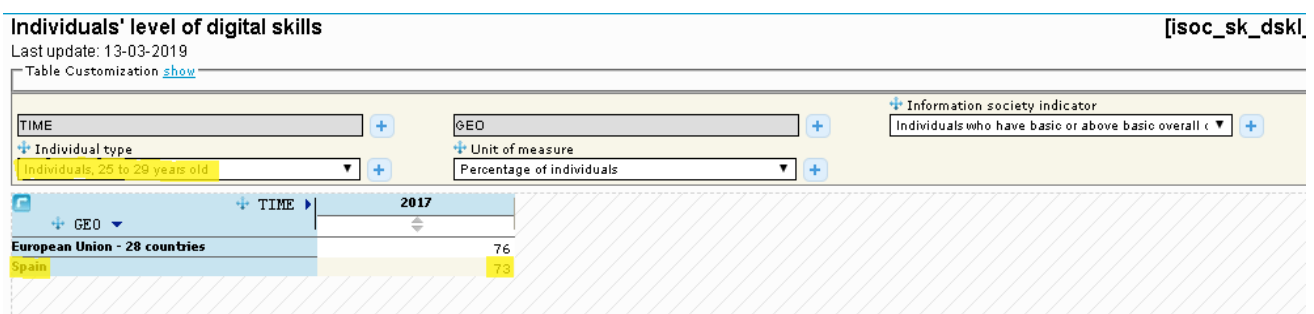 Individuals' level of digital skills
[isoc_sk_dskl_
Last update: 13-03-2019
Table Customization show
Information society indicator
TIME
GEO
Individuals who have basic or above basic overall
Individual type
Unit of measure
Individuals, 25 to 29 years old
Percentage of individuals
TIME
2017
GEO
European Union - 28 countries 76
Spain 73